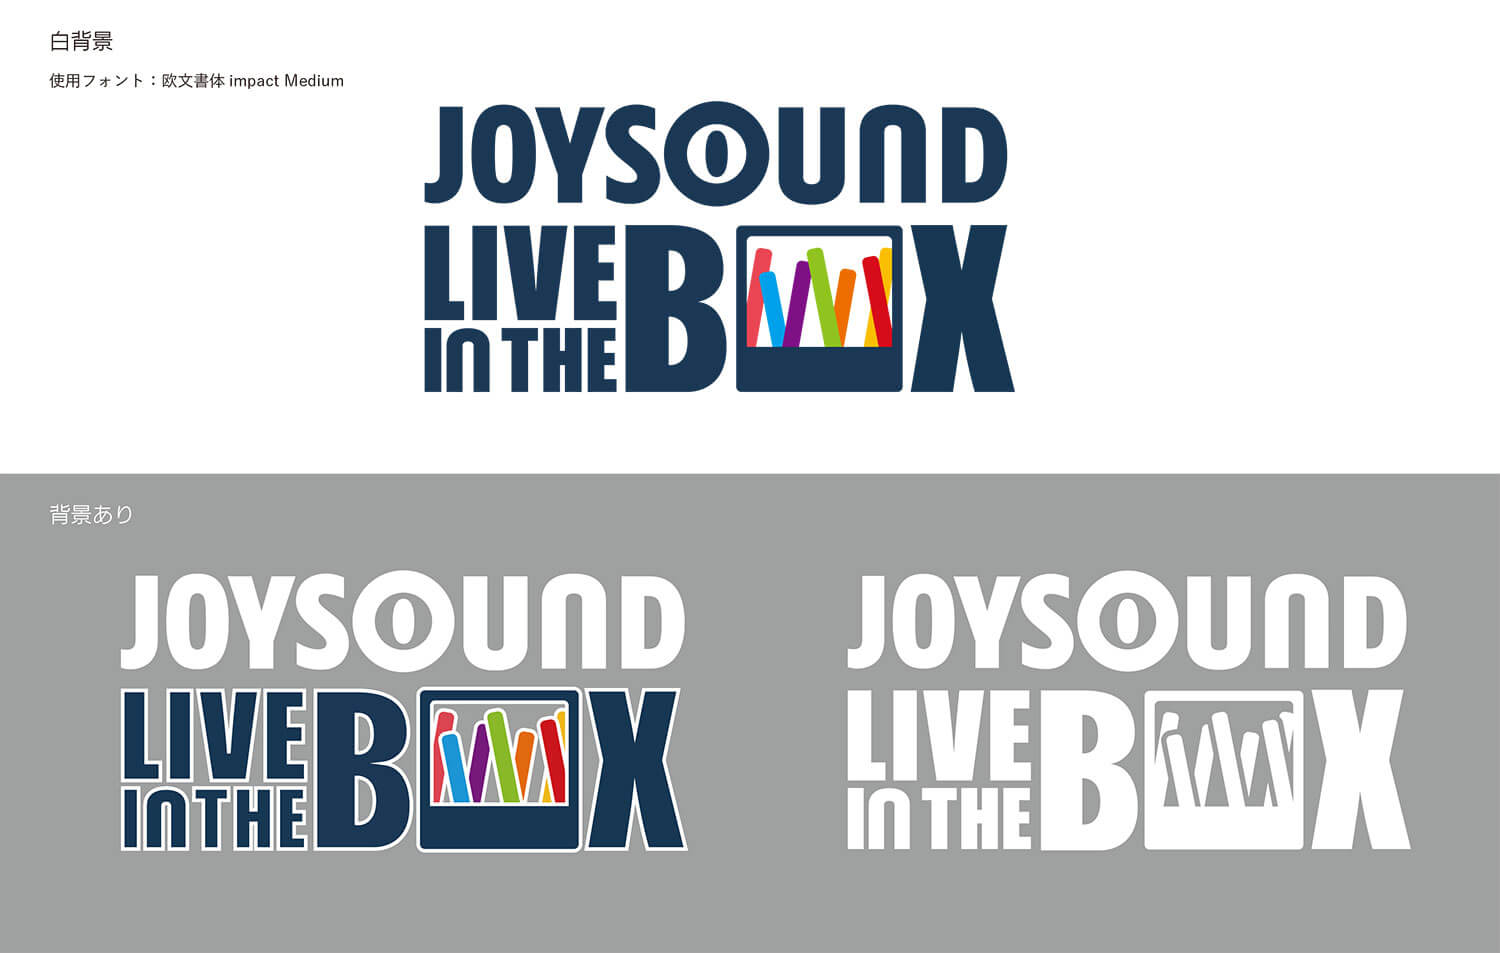 白背景
使用フォント：欧文書体 impact Medium
JOYSOUND
LIVE
IN THE
BOX
背景あり
JOYSOUND
LIVE
IN THE
BOX
JOYSOUND
LIVE
IN THE
BOX